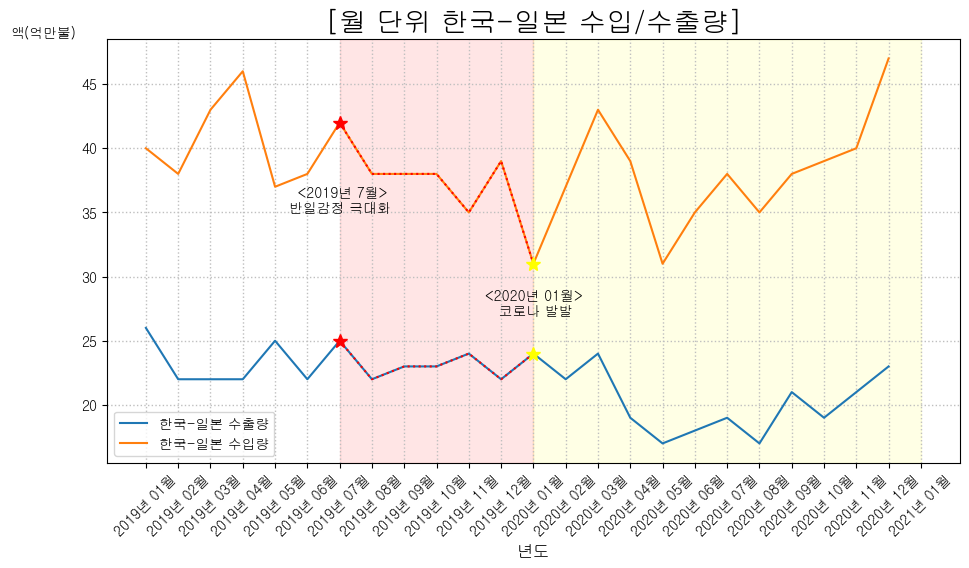 [월 단위 한국-일본 수입/수출량]
액(억만불)
45
40
35
30
25
20
<2019년 7월>
반일감정 극대화
<2020년 01월>
코로나 발발
한국-일본 수출량
한국-일본 수입량
2019년 01월
2019년 02월
2019년 03월
2019년 04월
2019년 05월
2019년 06월
2019년 07월
2019년 08월
2019년 09월
2019년 10월
2019년 11월
2019년 12월
2020년 01월
2020년 02월
2020년 03월
2020년 04월
2020년 05월
2020년 06월
2020년 07월
2020년 08월
2020년 09월
2020년 10월
2020년 11월
2020년 12월
2021년 01월
년도